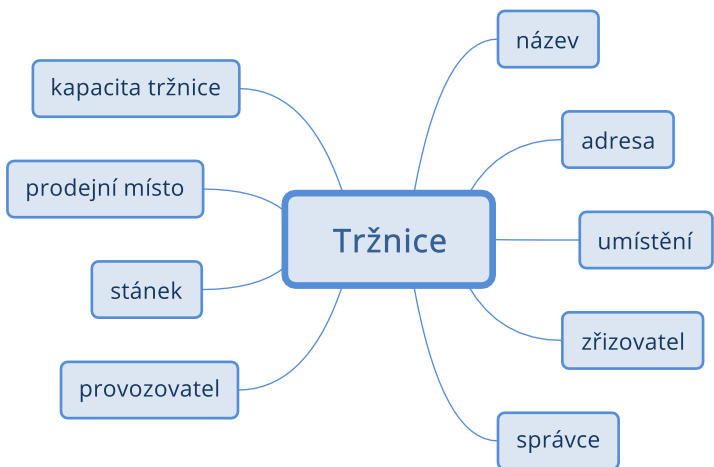 název
kapacita tržnice
adresa
prodejní místo
Tržnice
umístění
stánek
zřizovatel
provozovatel
správce